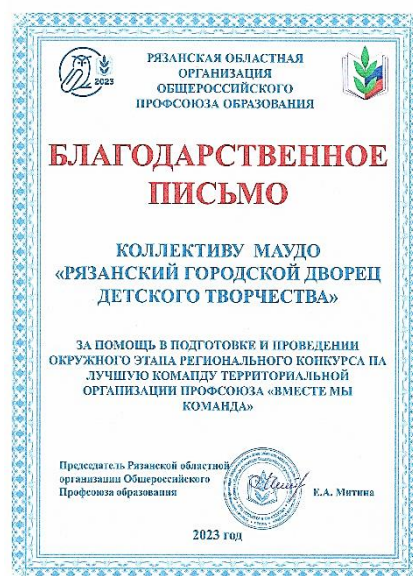 2023
РЯЗАНСКАЯ ОБЛАСТНАЯ
ОРГАНИЗАЦИЯ
ОБЩЕРОССИЙСКОГО
ПРОФСОЮЗА ОБРАЗОВАНИЯ
БЛАГОДАРСТВЕННОЕ
ПИСЬМО
КОЛЛЕКТИВУ МАУДО
«РЯЗАНСКИЙ ГОРОДСКОЙ ДВОРЕЦ
ДЕТСКОГО ТВОРЧЕСТВА»
ЗА ПОМОЩЬ В ПОДГОТОВКЕ И ПРОВЕДЕНИИ
ОКРУЖНОГО ЭТАПА РЕГИОНАЛЬНОГО КОНКУРСА НА
ЛУЧШУЮ КОМАНДУ ТЕРРИТОРИАЛЬНОЙ
ОРГАНИЗАЦИИ ПРОФСОЮЗА «ВМЕСТЕ МЫ
КОМАНДА»
Председатель Рязанской областной
организации Общероссийского
Профсоюза образования
Е.А. Митина
2023 год